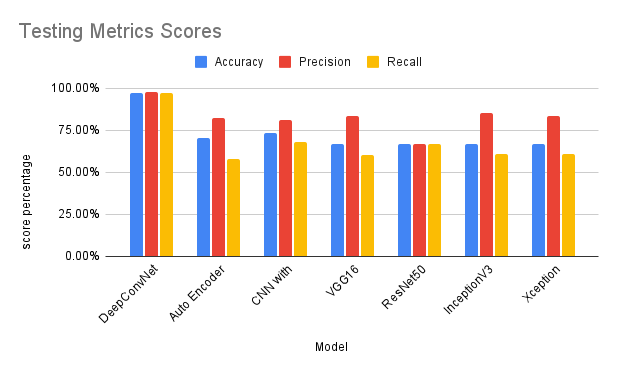 Testing Metrics Scores
Accuracy Precision Recall
100.00%
75.00%
50.00%
25.00%
0.00%
score percentage
DeepConvNet
Auto Encoder
CNN with
VGG16
ResNet50
InceptionV3
Xception
Model